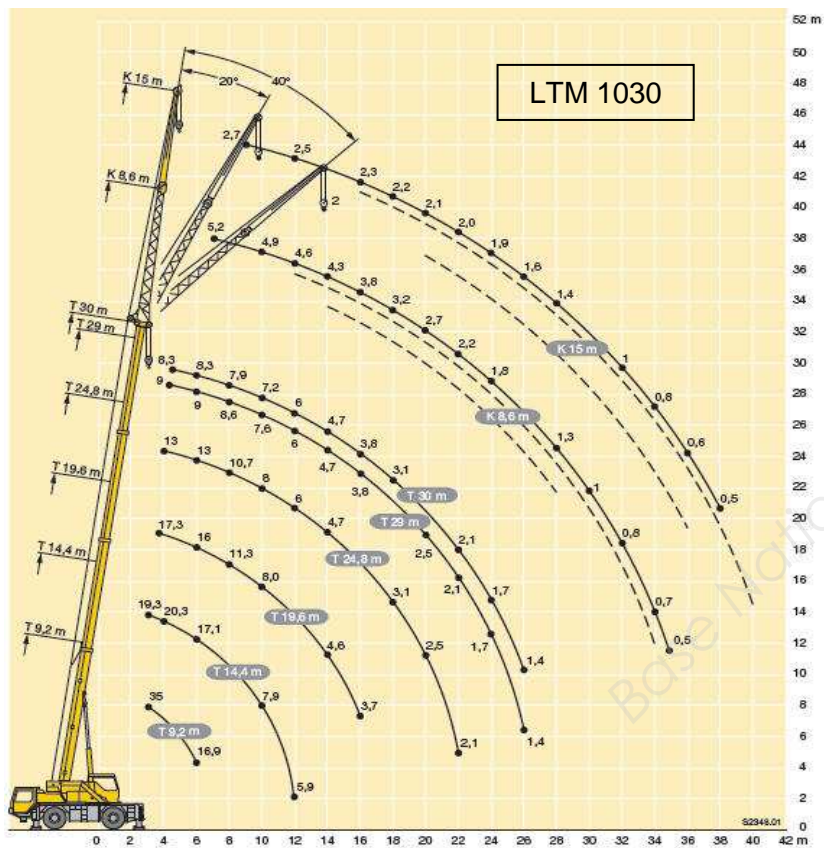 LTM 1030
52 m
50
48
46
44
42
40
38
36
34
32
30
28
26
24
22
20
18
16
14
12
10
8
6
4
2
0
K 15 m
20°
40°
K 8,6 m
T 30 m
T 29 m
T 24,8 m
T 19,6 m
T 14,4 m
T 9,2 m
2,7 2,5 2 2,3 2,2 2,1 2,0 1,9 1,6 1,4 1 0,8 0,6 0,5
K 15 m
5,2 4,9 4,6 4,3 3,8 3,2 2,7 2,2 1,8 1,3 1 0,8 0,7 0,5
K 8,6 m
8,3 8,3 7,9 7,2 6 4,7 3,8 3,1 2,1 1,7 1,4
T 30 m
9 9 8,6 7,6 6 4,7 3,8 2,5 2,1 1,7 1,4
T 29 m
13 13 10,7 8 6 4,7 3,1 2,5 2,1
T 24,8 m
17,3 16 11,3 8,0 4,6 3,7
T 19,6 m
19,3 20,3 17,1 7,9 5,9
T 14,4 m
35 16,9
T 9,2 m
Base Natio
S2348.01
0 2 4 6 8 10 12 14 16 18 20 22 24 26 28 30 32 34 36 38 40 42 m